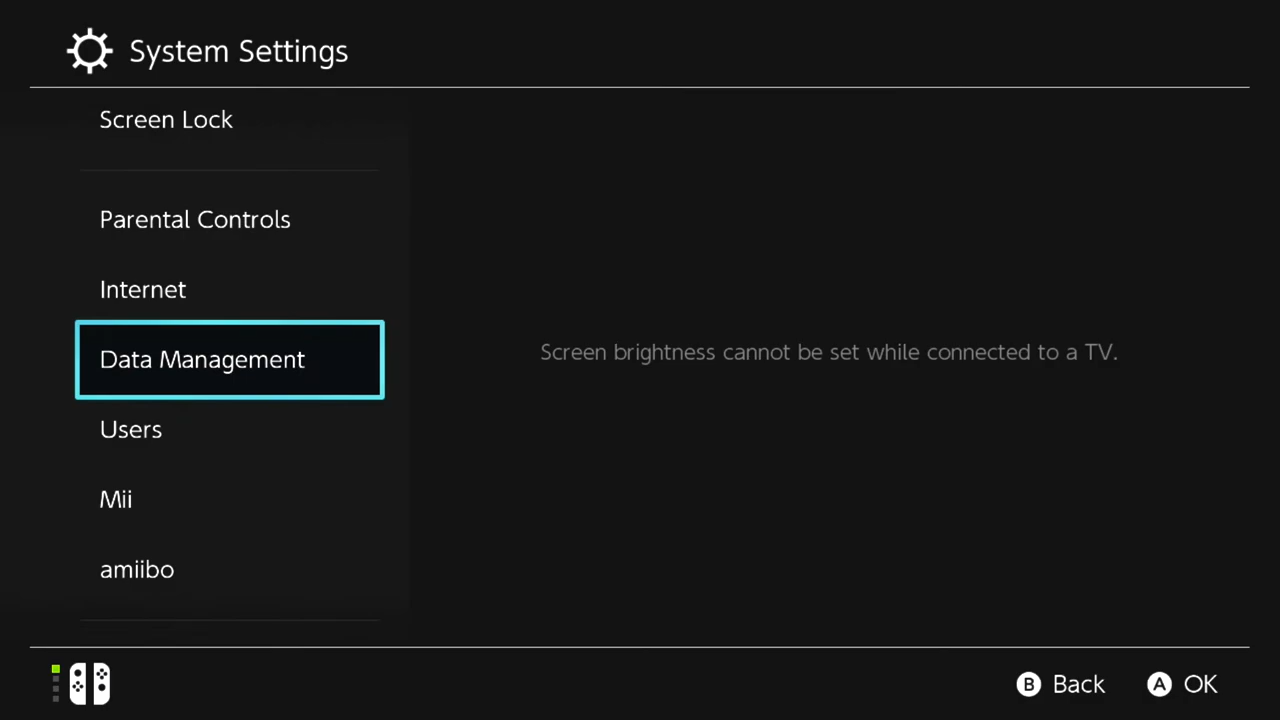 System Settings
Screen Lock
Parental Controls
Internet
Data Management
Users
Mii
amiibo
Screen brightness cannot be set while connected to a TV.
B Back
A OK